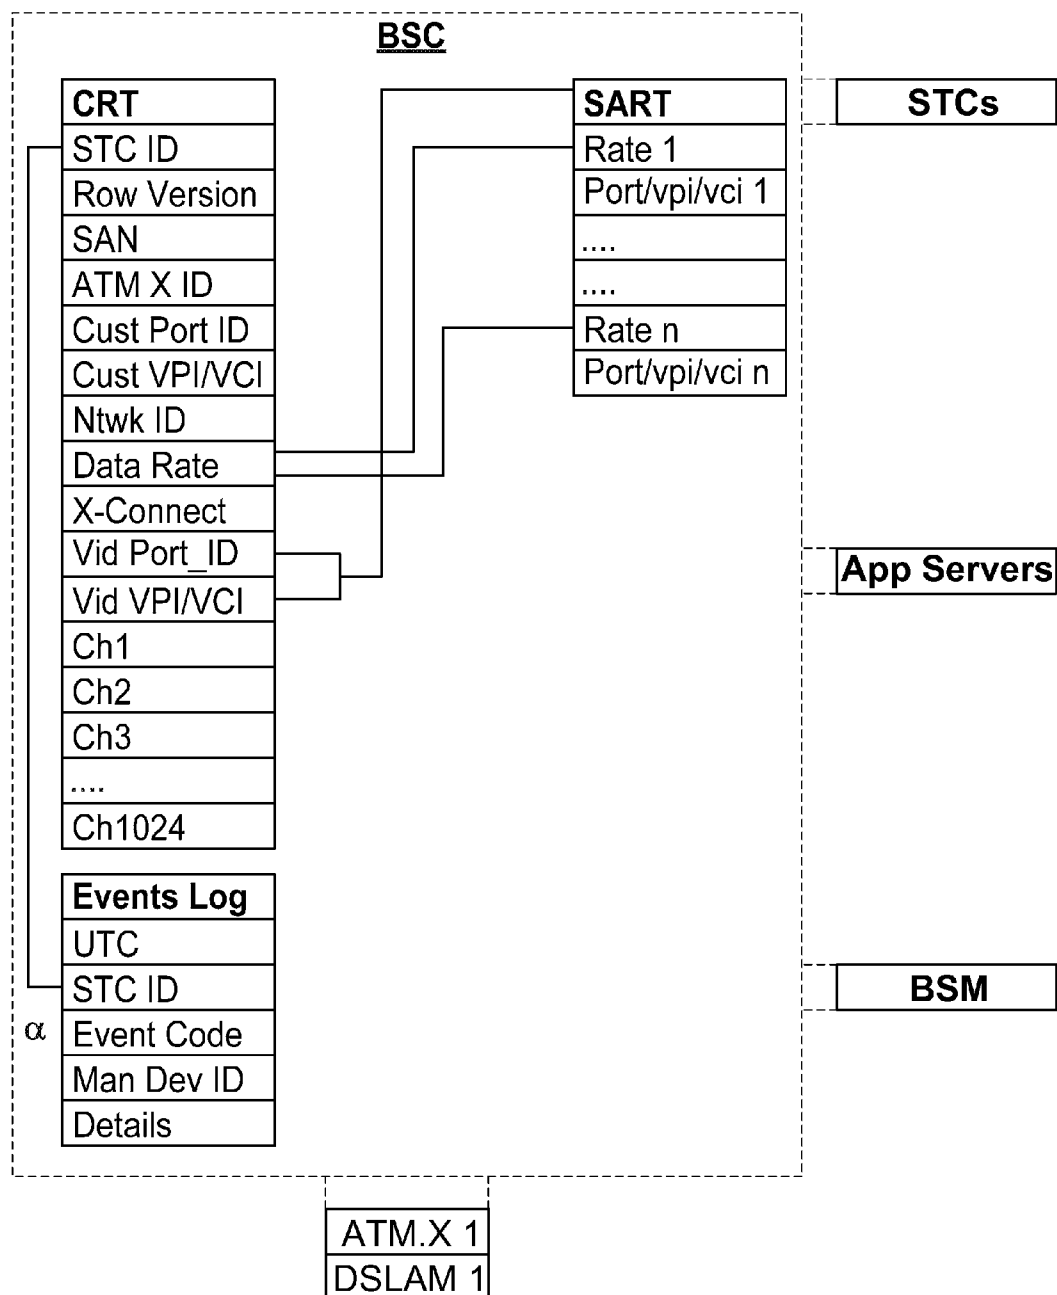 BSC
CRT
STC ID
Row Version
SAN
ATM X ID
Cust Port ID
Cust VPI/VCI
Ntwk ID
Data Rate
X-Connect
Vid Port_ID
Vid VPI/VCI
Ch1
Ch2
Ch3
....
Ch1024
Events Log
UTC
STC ID
α
Event Code
Man Dev ID
Details
SART
Rate 1
Port/vpi/vci 1
....
....
Rate n
Port/vpi/vci n
STCs
App Servers
BSM
ATM.X 1
DSLAM 1